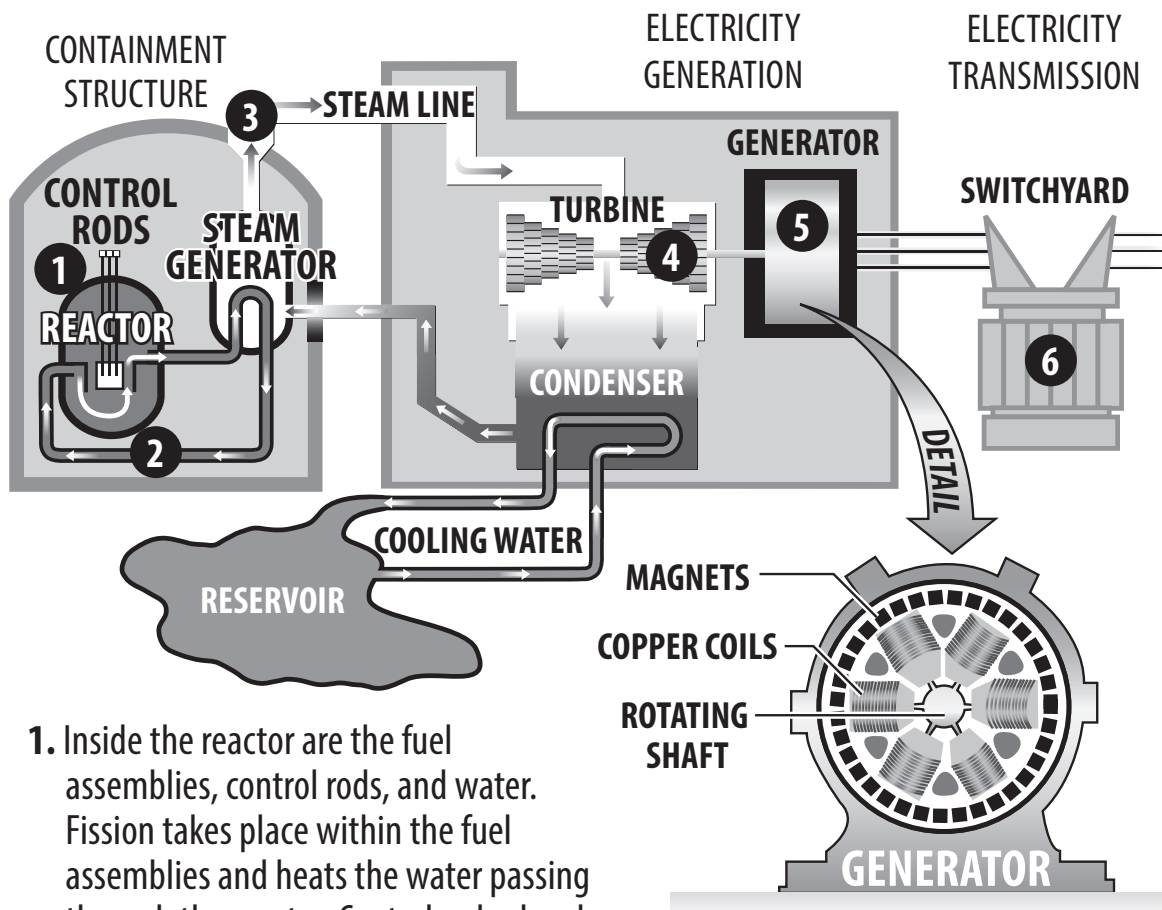 CONTAINMENT
STRUCTURE
ELECTRICITY
GENERATION
ELECTRICITY
TRANSMISSION
3
STEAM LINE
GENERATOR
CONTROL
RODS
STEAM
GENERATOR
TURBINE
SWITCHYARD
1
4
5
REACTOR
CONDENSER
6
2
DETAIL
COOLING WATER
RESERVOIR
MAGNETS
COPPER COILS
ROTATING
SHAFT
GENERATOR
1. Inside the reactor are the fuel
assemblies, control rods, and water.
Fission takes place within the fuel
assemblies and heats the water passing